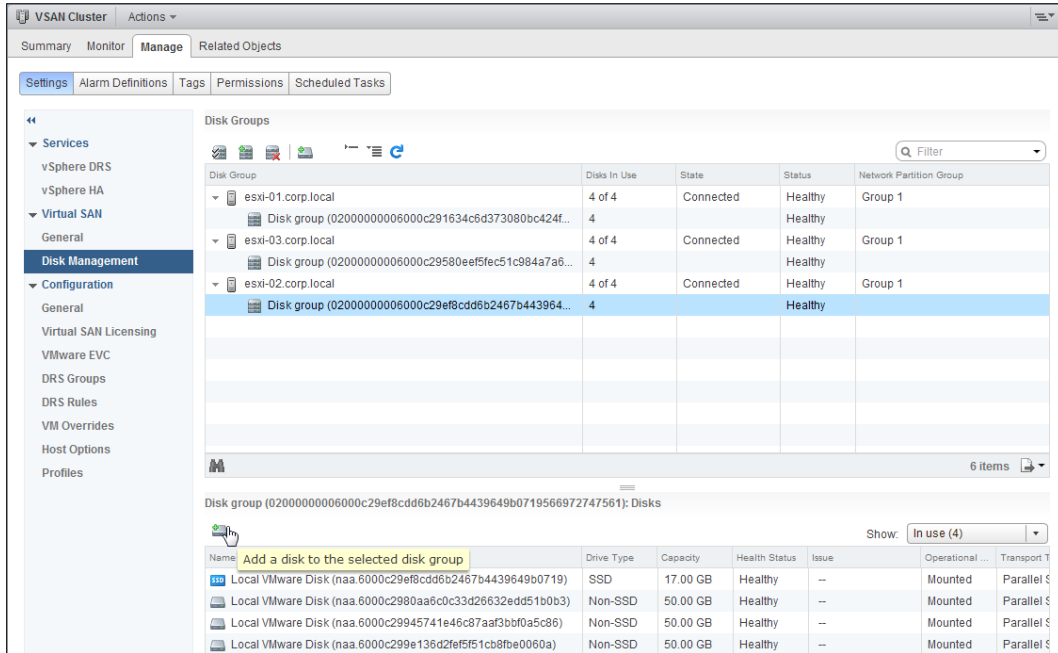 VSAN Cluster Actions
Summary Monitor Manage Related Objects
Settings Alarm Definitions Tags Permissions Scheduled Tasks
Services
vSphere DRS
vSphere HA
Virtual SAN
General
Disk Management
Configuration
General
Virtual SAN Licensing
VMware EVC
DRS Groups
DRS Rules
VM Overrides
Host Options
Profiles
Disk Groups
Filter
Disk Group Disks In Use State Status Network Partition Group
esxi-01.corp.local 4 of 4 Connected Healthy Group 1
Disk group (02000000006000c291634c6d373080bc424f... 4 Healthy
esxi-03.corp.local 4 of 4 Connected Healthy Group 1
Disk group (02000000006000c29580eef5fec51c984a7a6... 4 Healthy
esxi-02.corp.local 4 of 4 Connected Healthy Group 1
Disk group (02000000006000c29ef8cdd6b2467b443964... 4 Healthy
6 items
Disk group (02000000006000c29ef8cdd6b2467b4439649b0719566972747561): Disks
Show: In use (4)
Add a disk to the selected disk group
Name Drive Type Capacity Health Status Issue Operational ... Transport T
SSD Local VMware Disk (naa.6000c29ef8cdd6b2467b4439649b0719) SSD 17.00 GB Healthy -- Mounted Parallel S
Local VMware Disk (naa.6000c2980aa6c0c33d26632edd51b0b3) Non-SSD 50.00 GB Healthy -- Mounted Parallel S
Local VMware Disk (naa.6000c29945741e46c87aaf3bbf0a5c86) Non-SSD 50.00 GB Healthy -- Mounted Parallel S
Local VMware Disk (naa.6000c299e136d2fef5f51cb8fbe0060a) Non-SSD 50.00 GB Healthy -- Mounted Parallel S